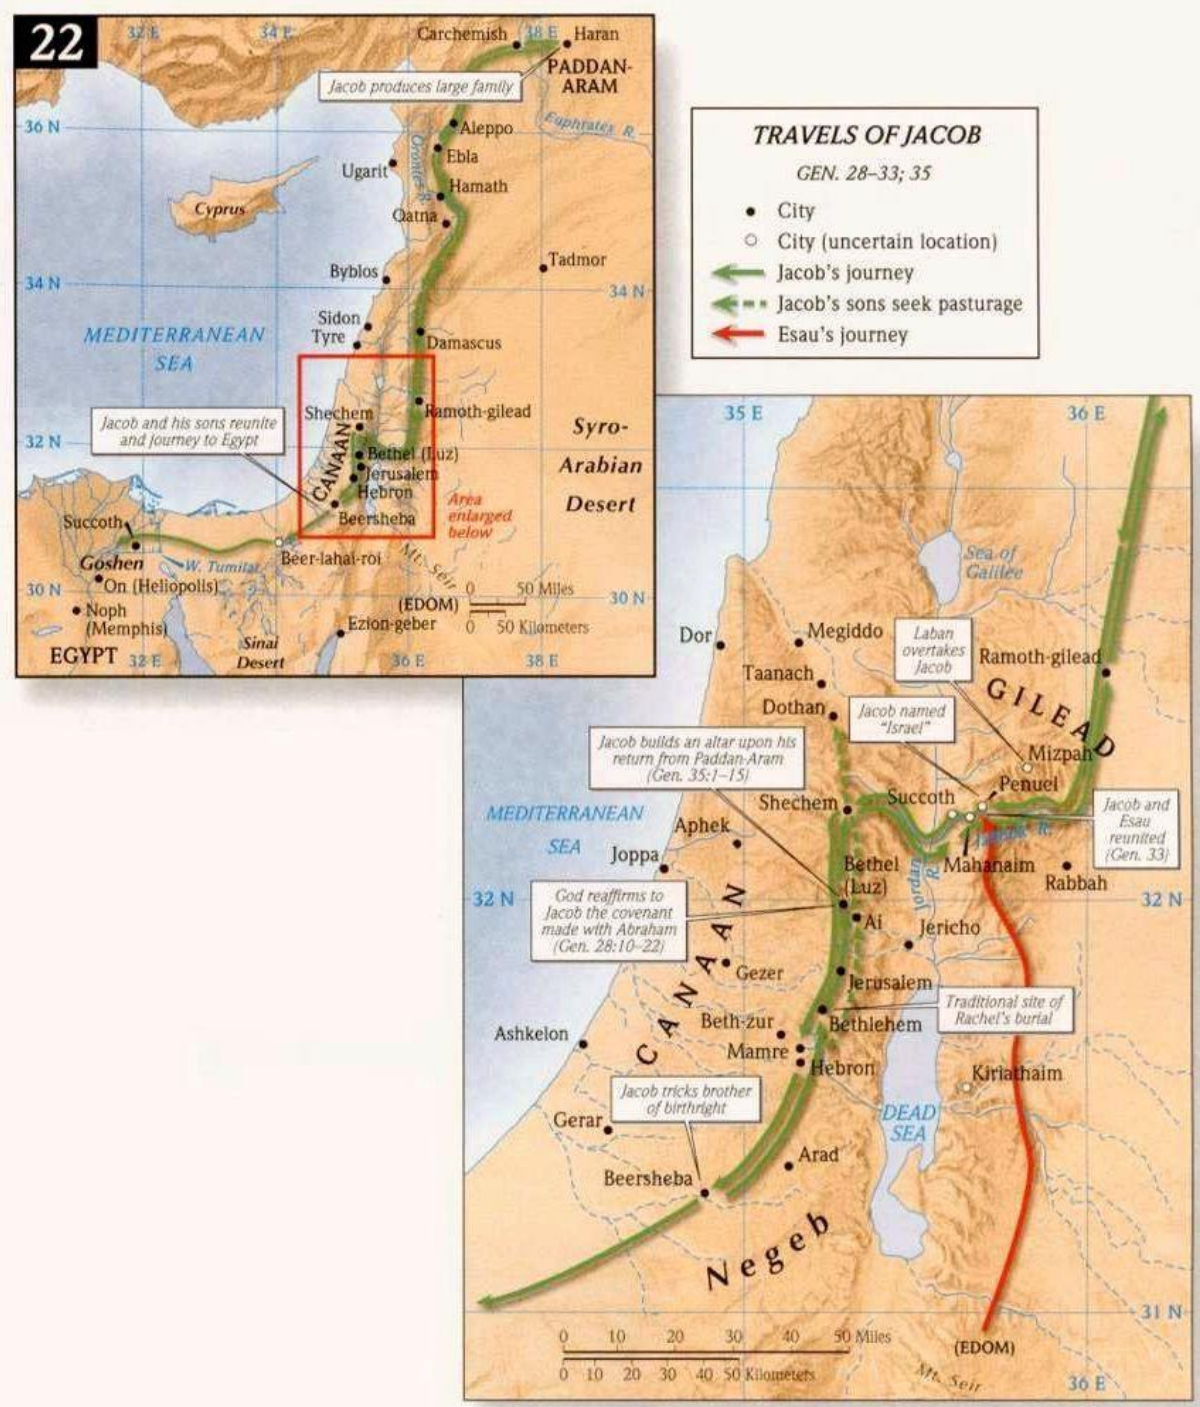 22
32 E
34 E
38 E
Carchemish
Haran
PADDAN-
ARAM
Jacob produces large family
36 N
Euphrates R.
Aleppo
Ebla
Ugarit
Orontes R.
Hamath
Cyprus
Qatna
Tadmor
Byblos
34 N
34 N
Sidon
Tyre
MEDITERRANEAN
SEA
Damascus
Shechem
Ramoth-gilead
Jacob and his sons reunite
and journey to Egypt
32 N
CANAAN
Bethel (Luz)
Jerusalem
Hebron
Beersheba
Syro-
Arabian
Desert
Area
enlarged
below
Succoth
Goshen
W. Tumilat
Beer-lahai-roi
Mt. Seir
On (Heliopolis)
30 N
(EDOM)
0 50 Miles
0 50 Kilometers
30 N
Noph
(Memphis)
Ezion-geber
Sinai
Desert
EGYPT
32 E
36 E
38 E
TRAVELS OF JACOB
GEN. 28–33; 35
City
City (uncertain location)
Jacob's journey
Jacob's sons seek pasturage
Esau's journey
35 E
36 E
Sea of
Galilee
Dor
Megiddo
Laban
overtakes
Jacob
Ramoth-gilead
Taanach
GILEAD
Dothan
Jacob named
"Israel"
Jacob builds an altar upon his
return from Paddan-Aram
(Gen. 35:1–15)
Mizpah
Penuel
Shechem
Succoth
Jacob and
Esau
reunited
(Gen. 33)
MEDITERRANEAN
SEA
Aphek
Jabbok R.
Joppa
Bethel
(Luz)
Jordan R.
Mahanaim
Rabbah
32 N
God reaffirms to
Jacob the covenant
made with Abraham
(Gen. 28:10–22)
32 N
Ai
Jericho
CANAAN
Gezer
Jerusalem
Traditional site of
Rachel's burial
Beth-zur
Bethlehem
Ashkelon
Mamre
Hebron
Kiriathaim
Jacob tricks brother
of birthright
DEAD
SEA
Gerar
Arad
Beersheba
Negeb
31 N
0 10 20 30 40 50 Miles
0 10 20 30 40 50 Kilometers
(EDOM)
Mt. Seir
36 E